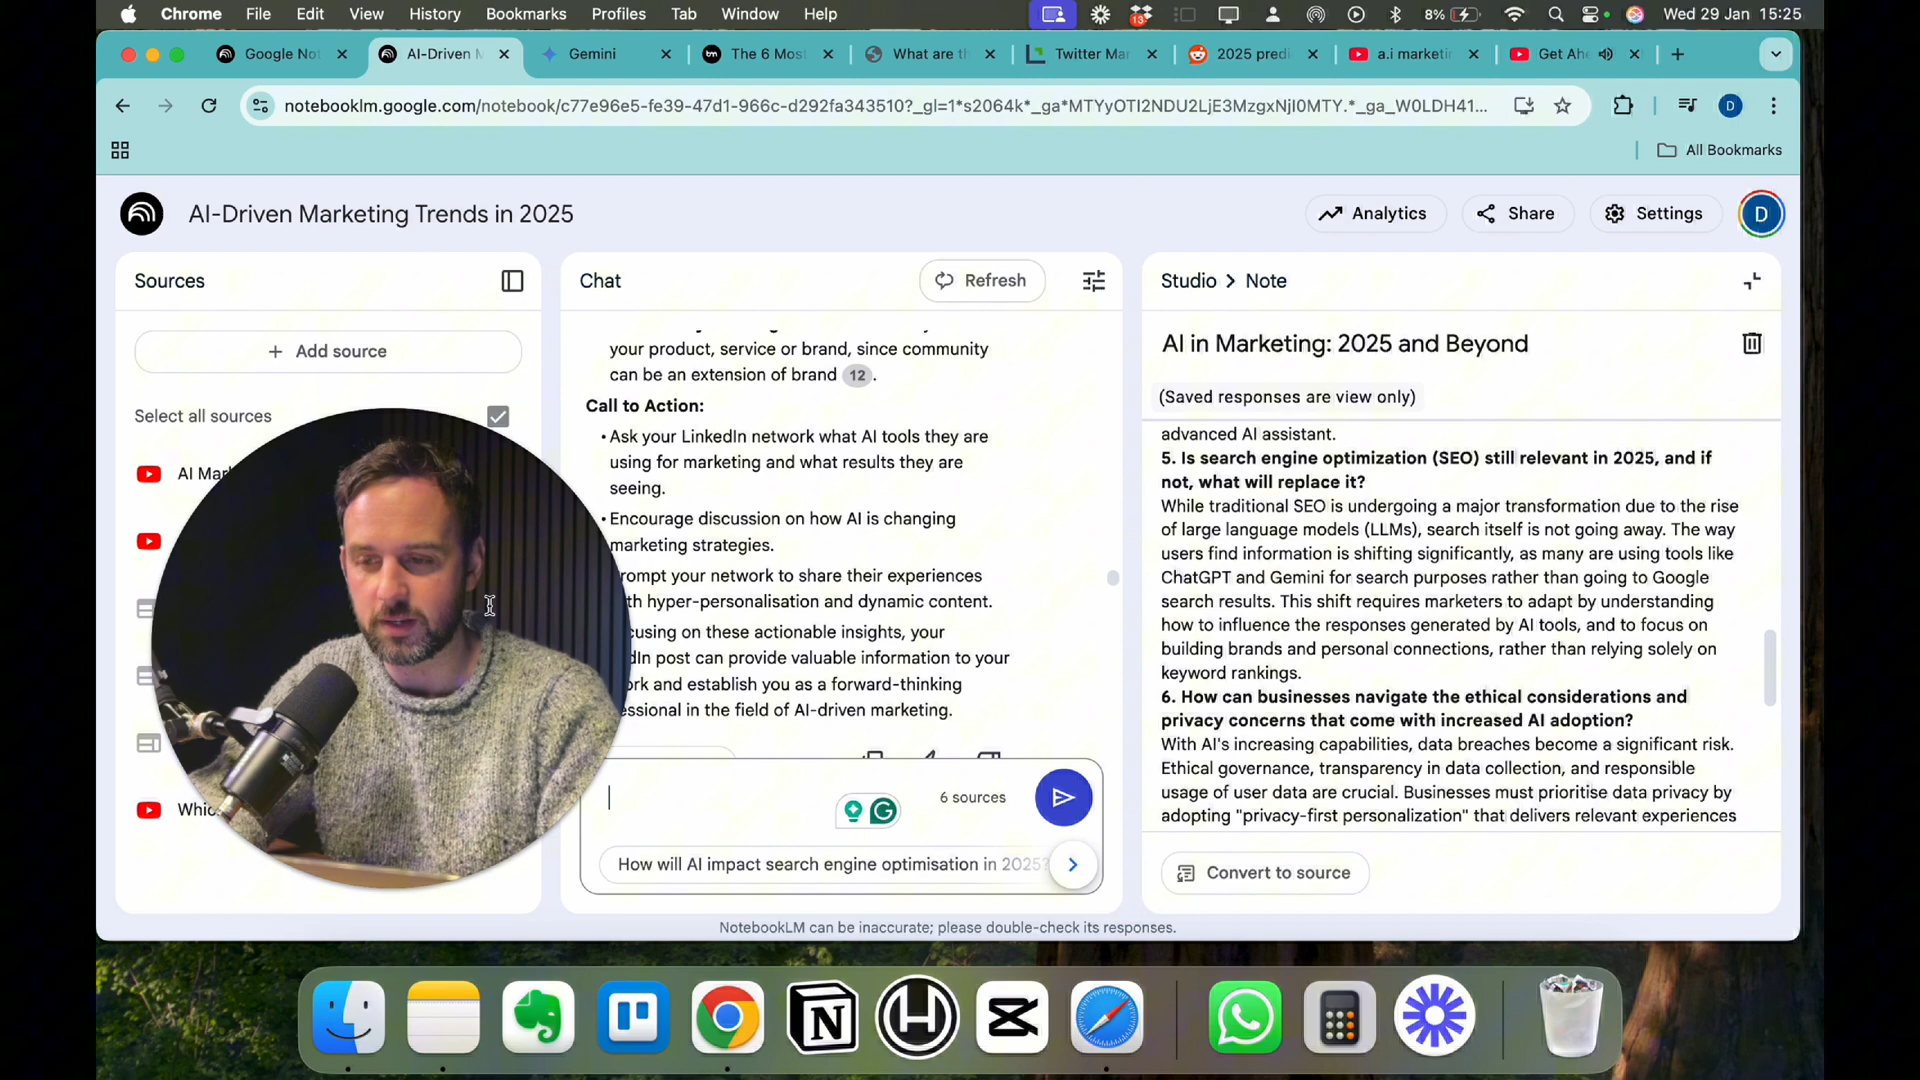 Chrome File Edit View History Bookmarks Profiles Tab Window Help
13
8%
Wed 29 Jan 15:25
Google Not
AI-Driven M
Gemini
The 6 Most
What are th
Twitter Mar
2025 predi
a.i marketin
Get Ahe
notebooklm.google.com/notebook/c77e96e5-fe39-47d1-966c-d292fa343510?_gl=1*s2064k*_ga*MTYyOTI2NDU2LjE3MzgxNjI0MTY.*_ga_W0LDH41...
D
All Bookmarks
AI-Driven Marketing Trends in 2025
Analytics
Share
Settings
D
Sources
+ Add source
Select all sources
AI Mar
Whic
Chat
Refresh
your product, service or brand, since community
can be an extension of brand 12 .
Call to Action:
• Ask your LinkedIn network what AI tools they are
using for marketing and what results they are
seeing.
• Encourage discussion on how AI is changing
marketing strategies.
rompt your network to share their experiences
th hyper-personalisation and dynamic content.
cusing on these actionable insights, your
dIn post can provide valuable information to your
ork and establish you as a forward-thinking
essional in the field of AI-driven marketing.
6 sources
How will AI impact search engine optimisation in 2025?
Studio > Note
AI in Marketing: 2025 and Beyond
(Saved responses are view only)
advanced AI assistant.
5. Is search engine optimization (SEO) still relevant in 2025, and if
not, what will replace it?
While traditional SEO is undergoing a major transformation due to the rise
of large language models (LLMs), search itself is not going away. The way
users find information is shifting significantly, as many are using tools like
ChatGPT and Gemini for search purposes rather than going to Google
search results. This shift requires marketers to adapt by understanding
how to influence the responses generated by AI tools, and to focus on
building brands and personal connections, rather than relying solely on
keyword rankings.
6. How can businesses navigate the ethical considerations and
privacy concerns that come with increased AI adoption?
With AI's increasing capabilities, data breaches become a significant risk.
Ethical governance, transparency in data collection, and responsible
usage of user data are crucial. Businesses must prioritise data privacy by
adopting "privacy-first personalization" that delivers relevant experiences
Convert to source
NotebookLM can be inaccurate; please double-check its responses.